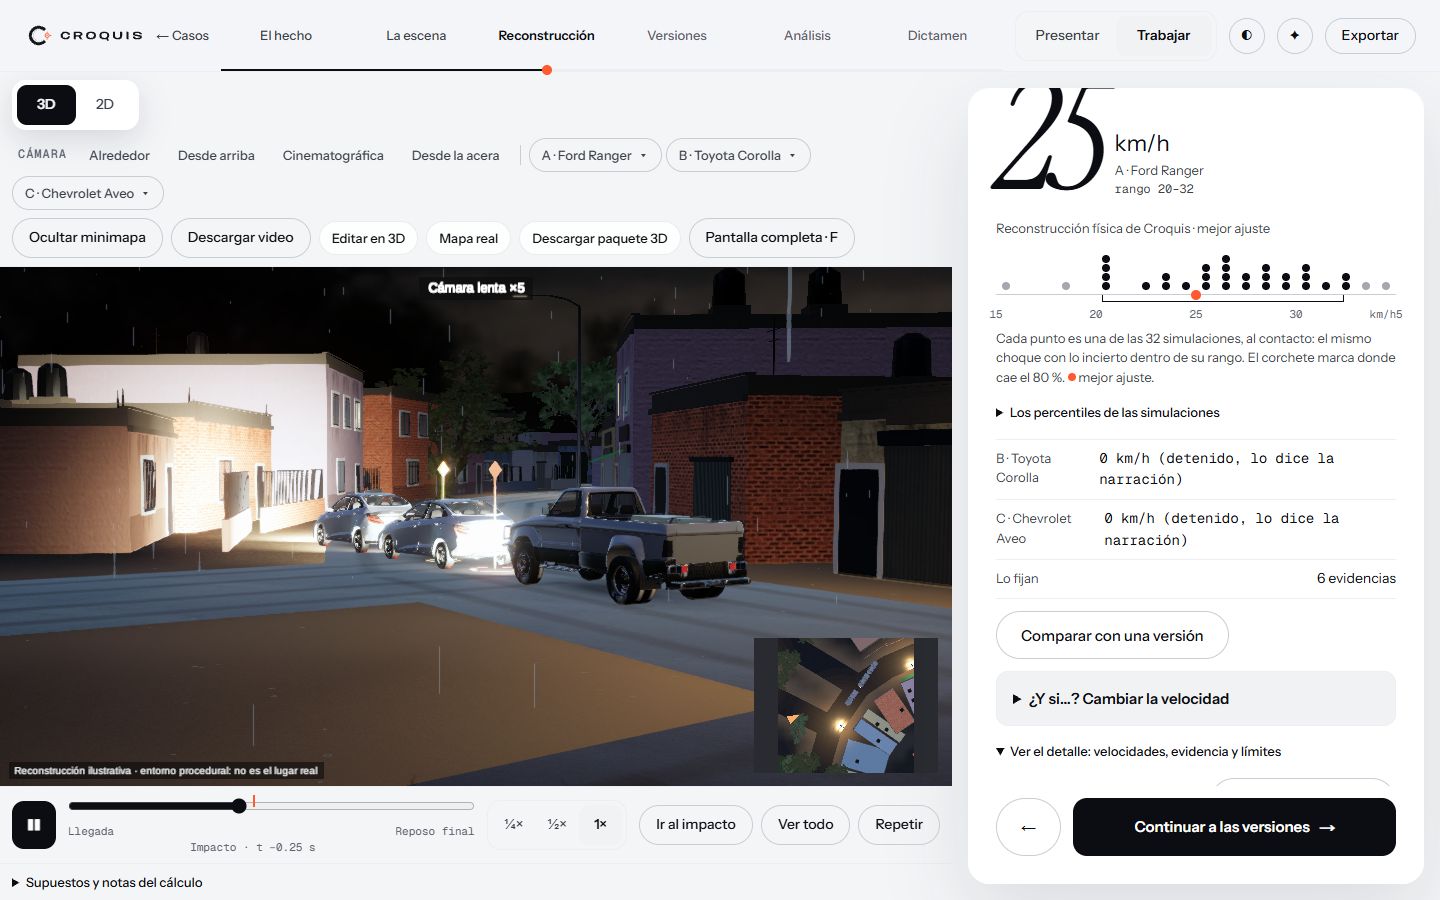 CROQUIS
← Casos
El hecho
La escena
Reconstrucción
Versiones
Análisis
Dictamen
Presentar
Trabajar
Exportar
3D
2D
CÁMARA
Alrededor
Desde arriba
Cinematográfica
Desde la acera
A · Ford Ranger
B · Toyota Corolla
C · Chevrolet Aveo
Ocultar minimapa
Descargar video
Editar en 3D
Mapa real
Descargar paquete 3D
Pantalla completa · F
Cámara lenta ×5
Reconstrucción ilustrativa - entorno procedural: no es el lugar real
Llegada
Reposo final
Impacto · t −0.25 s
¼×
½×
1×
Ir al impacto
Ver todo
Repetir
Supuestos y notas del cálculo
25
km/h
A · Ford Ranger
rango 20–32
Reconstrucción física de Croquis · mejor ajuste
15
20
25
30
km/h5
Cada punto es una de las 32 simulaciones, al contacto: el mismo
choque con lo incierto dentro de su rango. El corchete marca donde
cae el 80 %. mejor ajuste.
Los percentiles de las simulaciones
B · Toyota
Corolla
0 km/h (detenido, lo dice la
narración)
C · Chevrolet
Aveo
0 km/h (detenido, lo dice la
narración)
Lo fijan
6 evidencias
Comparar con una versión
¿Y si...? Cambiar la velocidad
Ver el detalle: velocidades, evidencia y límites
←
Continuar a las versiones →